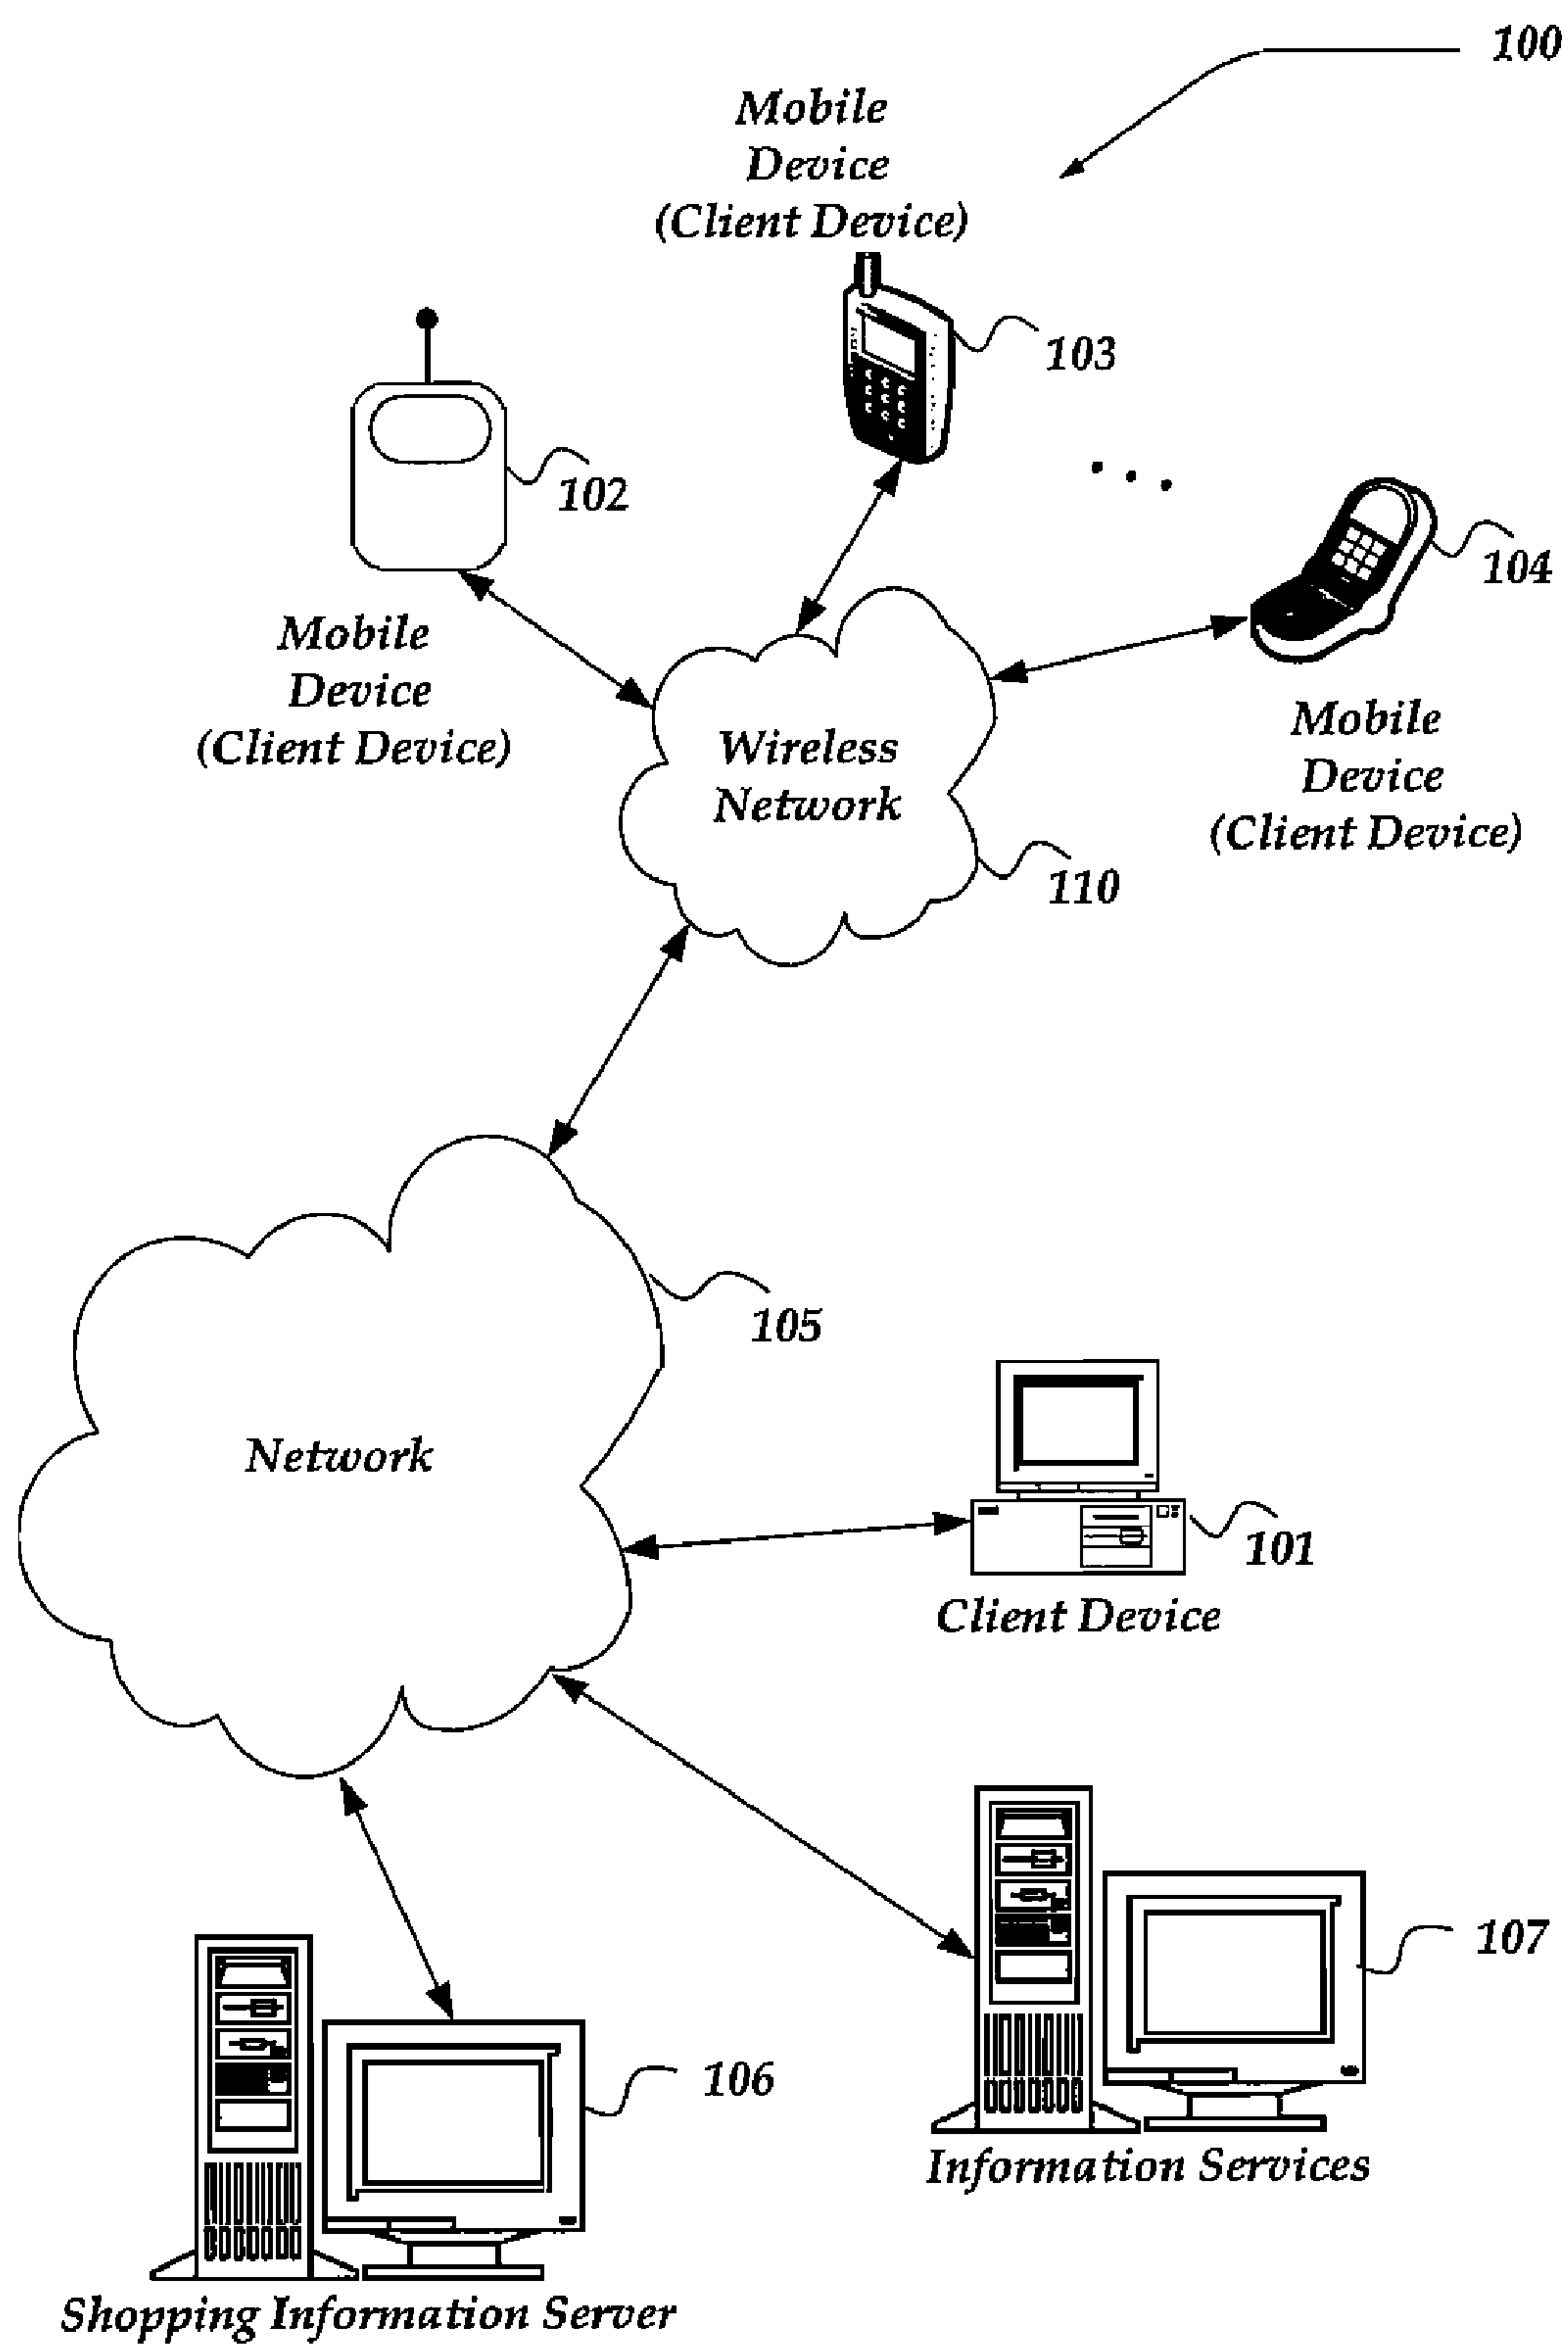 100
Mobile
Device
(Client Device)
103
102
104
Mobile
Device
(Client Device)
Mobile
Device
(Client Device)
Wireless
Network
110
105
Network
101
Client Device
107
106
Information Services
Shopping Information Server